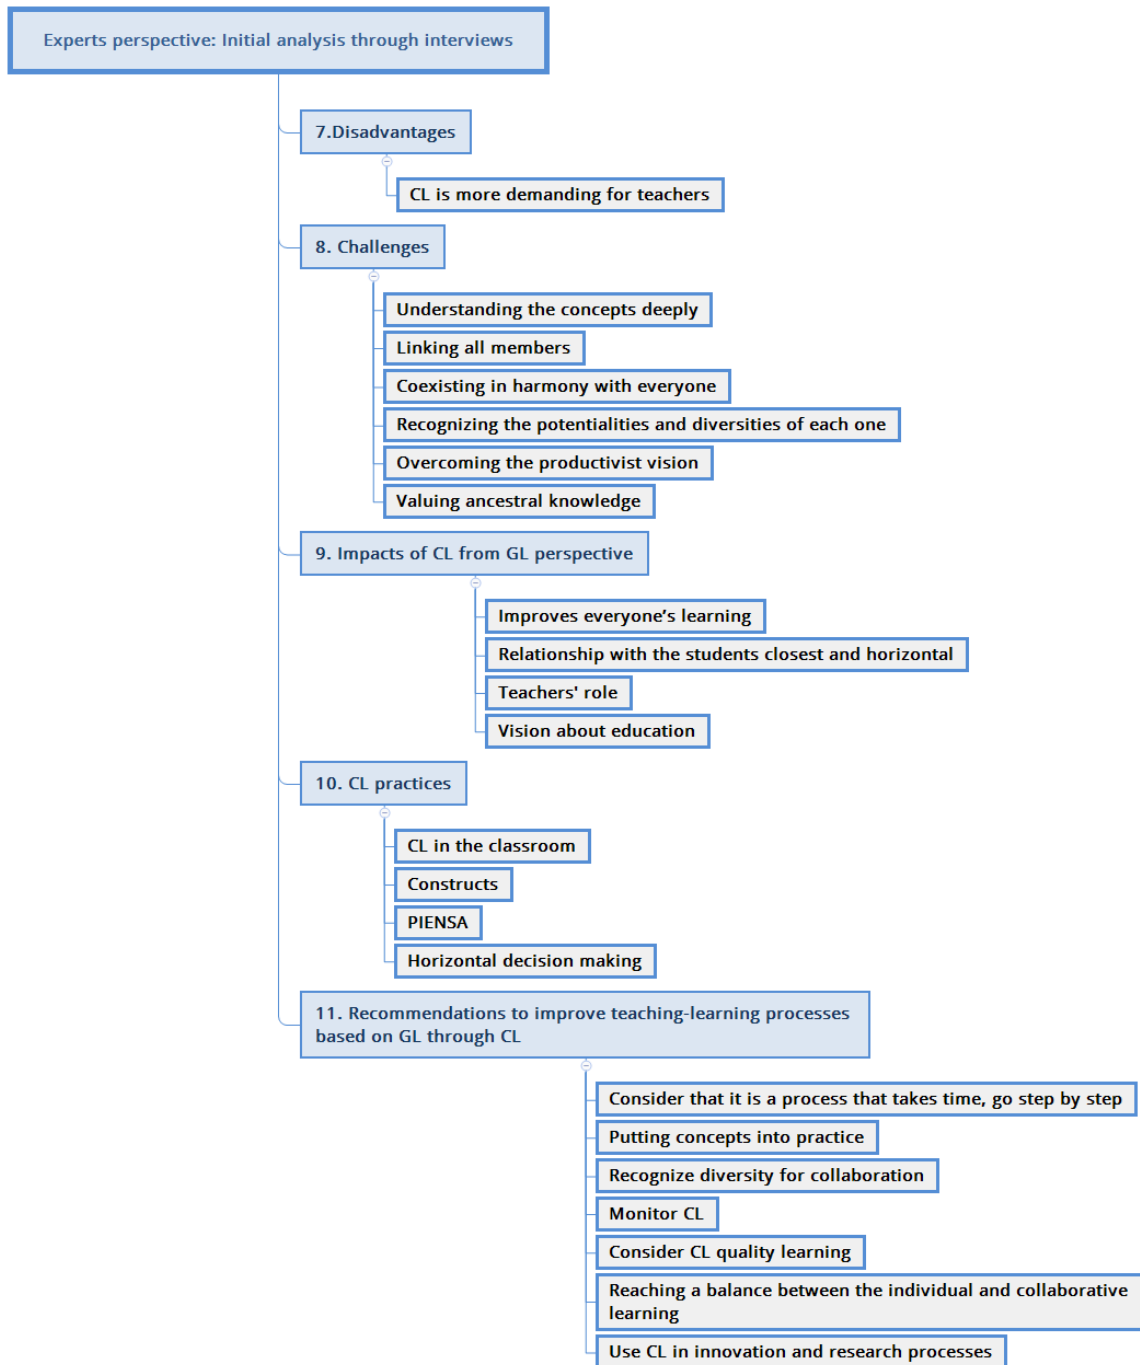 Experts perspective: Initial analysis through interviews
7.Disadvantages
CL is more demanding for teachers
8. Challenges
Understanding the concepts deeply
Linking all members
Coexisting in harmony with everyone
Recognizing the potentialities and diversities of each one
Overcoming the productivist vision
Valuing ancestral knowledge
9. Impacts of CL from GL perspective
Improves everyone’s learning
Relationship with the students closest and horizontal
Teachers' role
Vision about education
10. CL practices
CL in the classroom
Constructs
PIENSA
Horizontal decision making
11. Recommendations to improve teaching-learning processes
based on GL through CL
Consider that it is a process that takes time, go step by step
Putting concepts into practice
Recognize diversity for collaboration
Monitor CL
Consider CL quality learning
Reaching a balance between the individual and collaborative
learning
Use CL in innovation and research processes